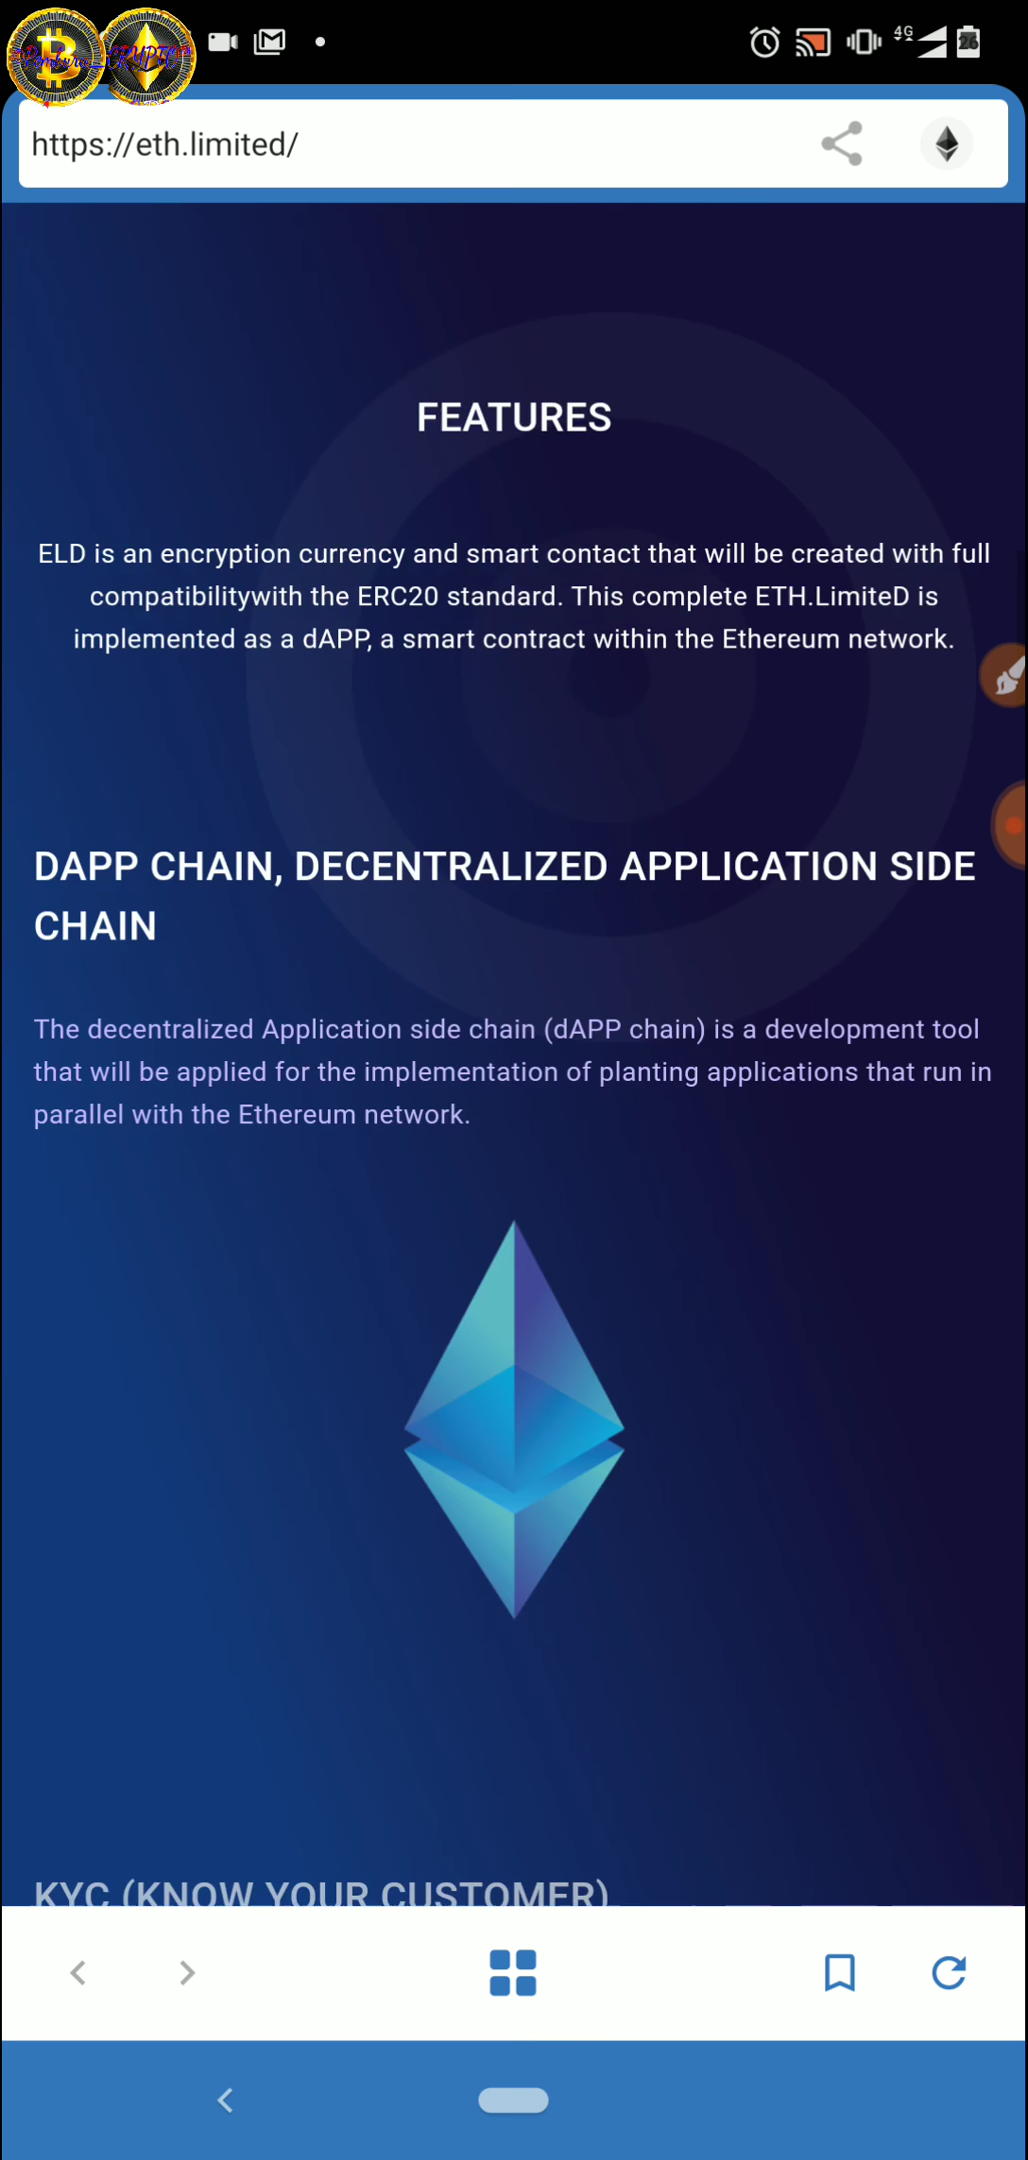 4G
26
https://eth.limited/
FEATURES
ELD is an encryption currency and smart contact that will be created with full
compatibilitywith the ERC20 standard. This complete ETH.LimiteD is
implemented as a dAPP, a smart contract within the Ethereum network.
DAPP CHAIN, DECENTRALIZED APPLICATION SIDE
CHAIN
The decentralized Application side chain (dAPP chain) is a development tool
that will be applied for the implementation of planting applications that run in
parallel with the Ethereum network.
KYC (KNOW YOUR CUSTOMER)